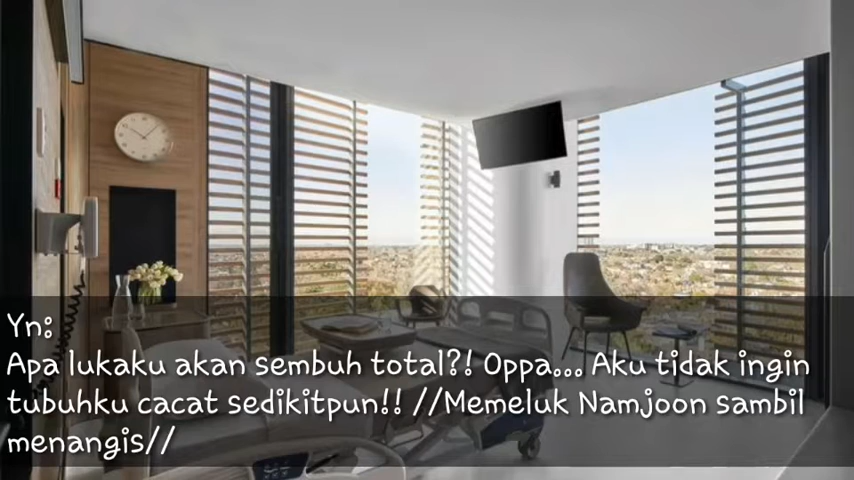 Yn:
Apa lukaku akan sembuh total?! Oppa... Aku tidak ingin
tubuhku cacat sedikitpun!! //Memeluk Namjoon sambil
menangis//